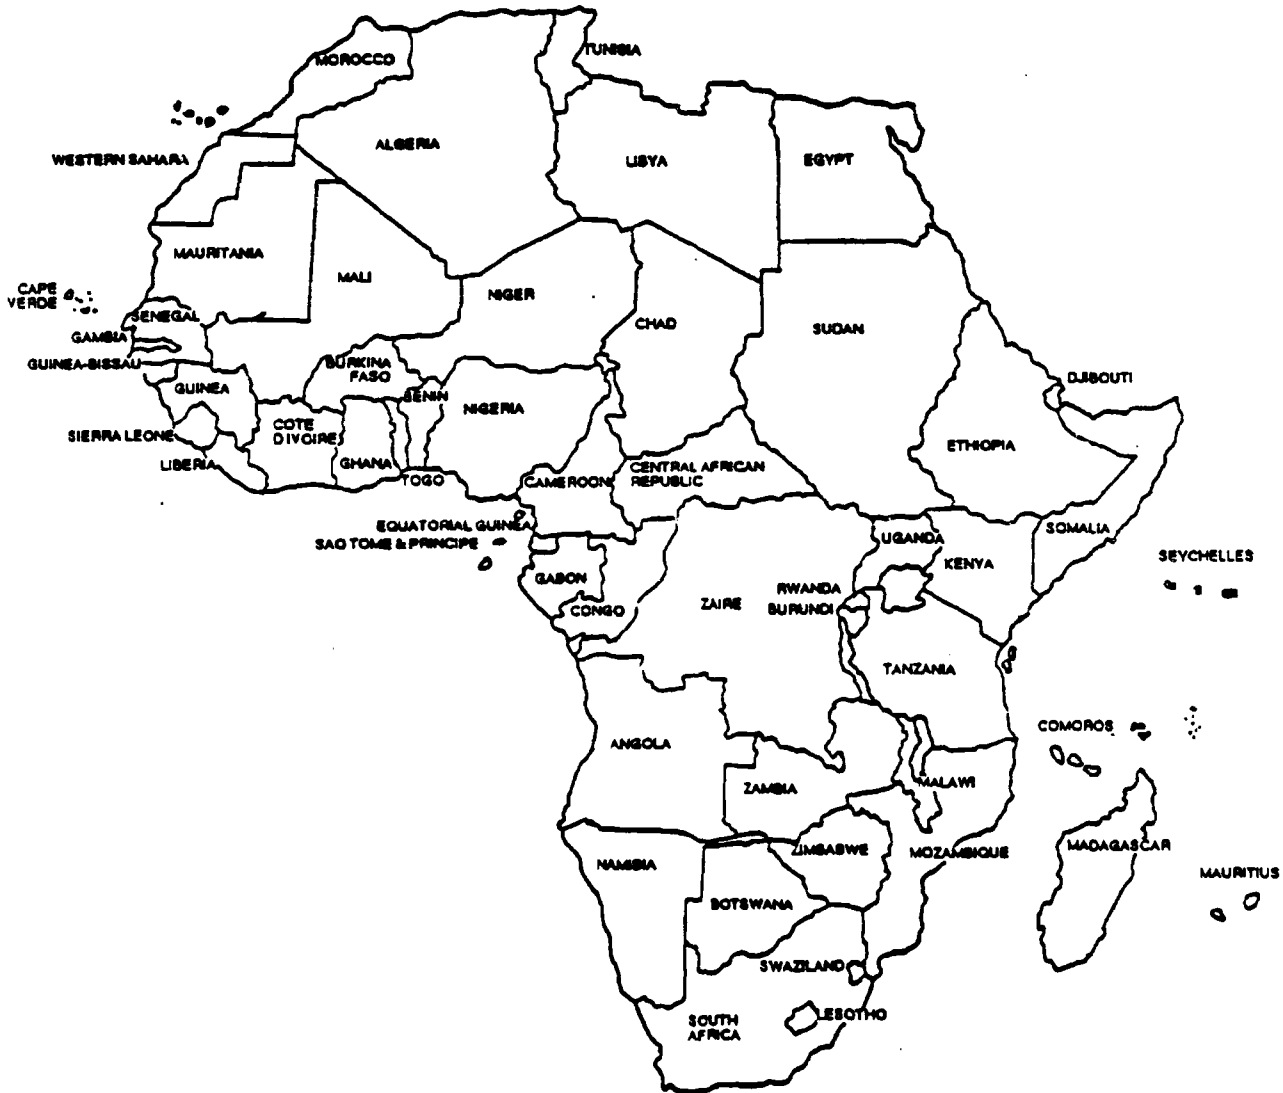 TUNISIA
MOROCCO
ALGERIA
WESTERN SAHARA
LIBYA
EGYPT
MAURITANIA
MALI
CAPE
VERDE
NIGER
SENEGAL
CHAD
SUDAN
GAMBIA
GUINEA-BISSAU
BURKINA
FASO
DJIBOUTI
GUINEA
BENIN
NIGERIA
COTE
D IVOIRE
SIERRA LEONE
ETHIOPIA
LIBERIA
GHANA
TOGO
CAMEROON
CENTRAL AFRICAN
REPUBLIC
EQUATORIAL GUINEA
SAO TOME & PRINCIPE
UGANDA
SOMALIA
KENYA
SEYCHELLES
GABON
RWANDA
BURUNDI
CONGO
ZAIRE
TANZANIA
COMOROS
ANGOLA
ZAMBIA
MALAWI
ZIMBABWE
MOZAMBIQUE
MADAGASCAR
NAMIBIA
MAURITIUS
BOTSWANA
SWAZILAND
LESOTHO
SOUTH
AFRICA